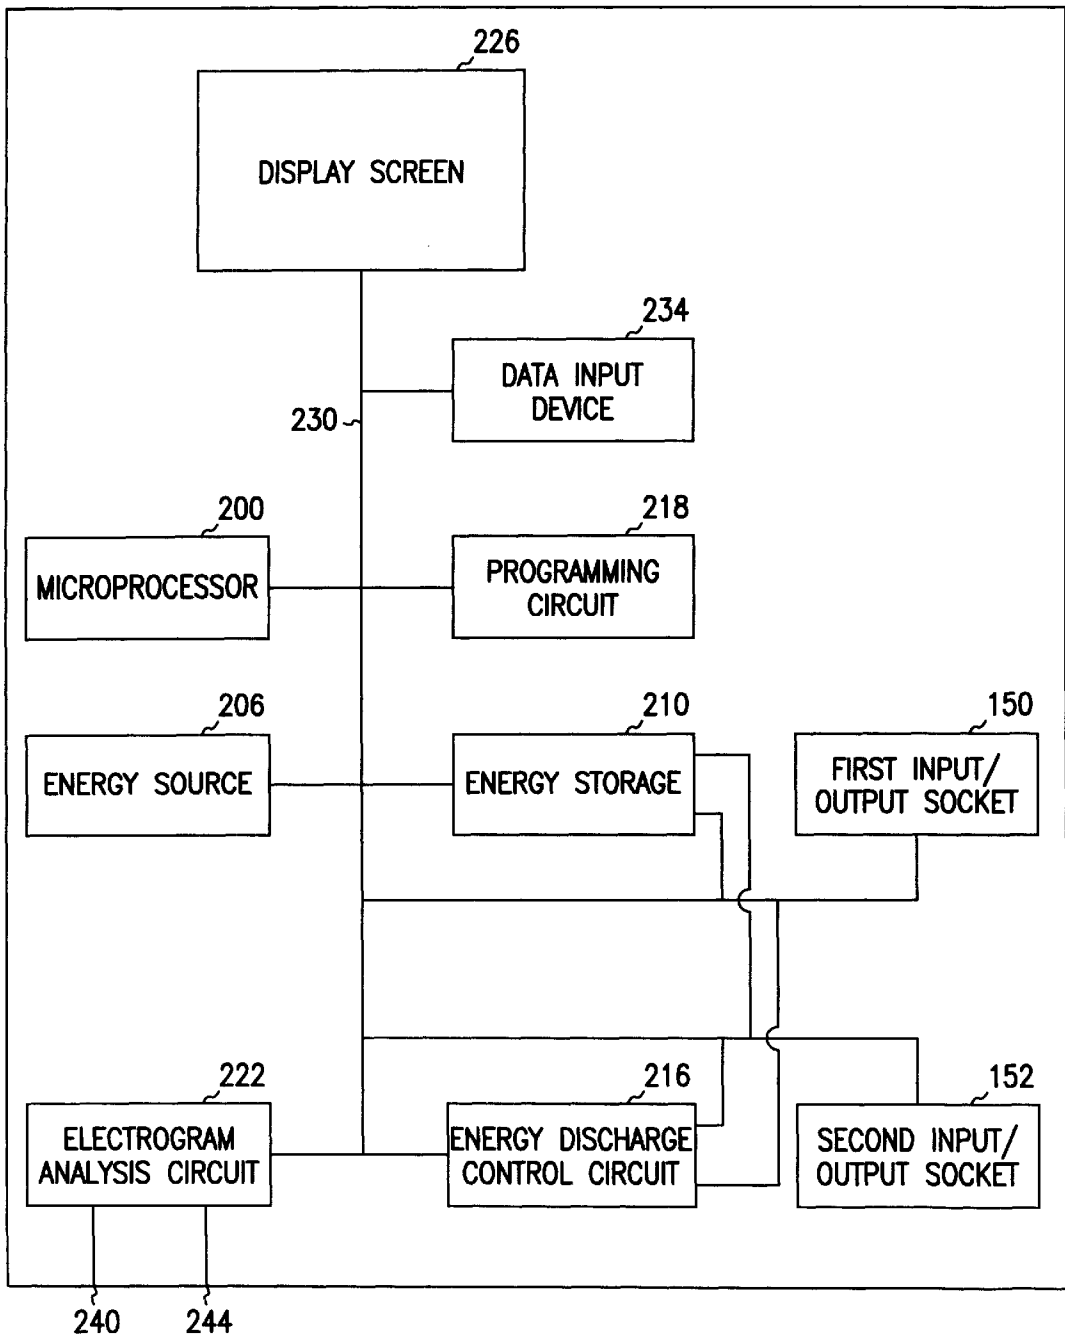 226
DISPLAY SCREEN
234
DATA INPUT
DEVICE
230
200
MICROPROCESSOR
218
PROGRAMMING
CIRCUIT
206
ENERGY SOURCE
210
ENERGY STORAGE
150
FIRST INPUT/
OUTPUT SOCKET
222
ELECTROGRAM
ANALYSIS CIRCUIT
216
ENERGY DISCHARGE
CONTROL CIRCUIT
152
SECOND INPUT/
OUTPUT SOCKET
240
244